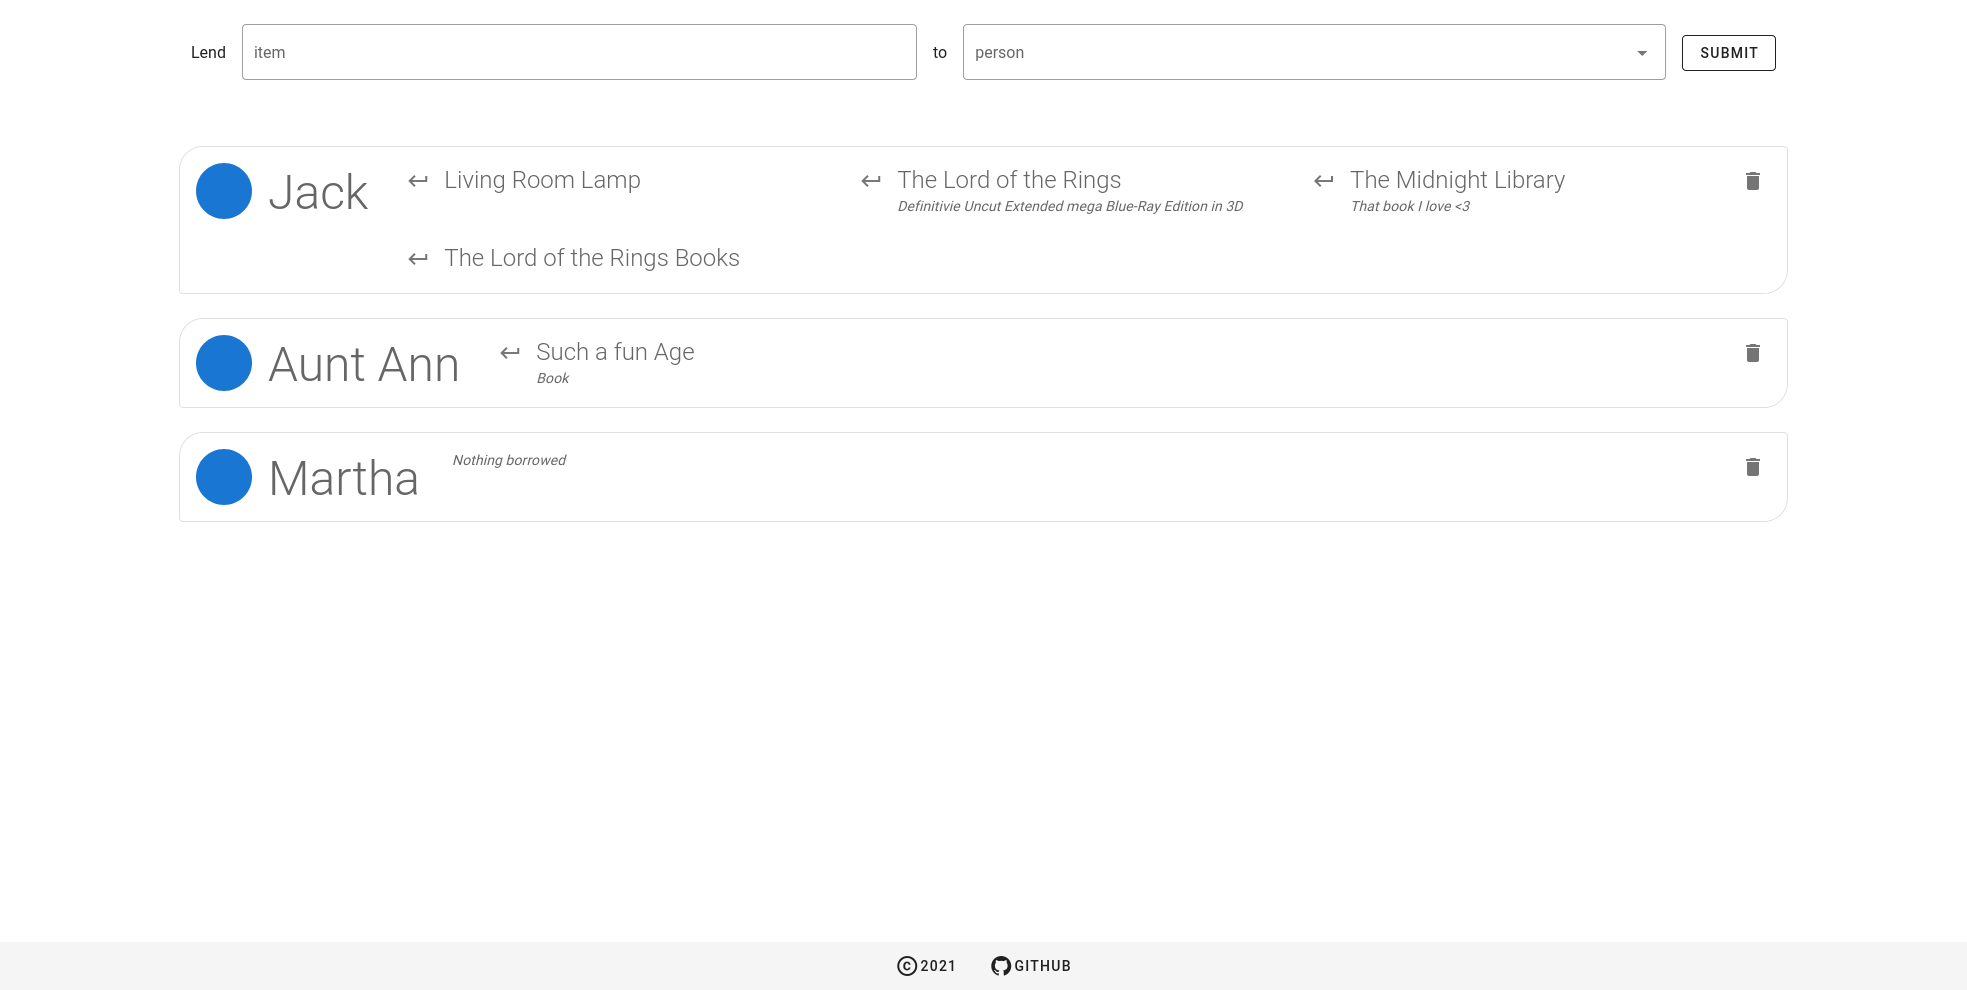 Lend item to person SUBMIT
Jack Living Room Lamp The Lord of the Rings The Midnight Library
Definitivie Uncut Extended mega Blue-Ray Edition in 3D That book I love <3
The Lord of the Rings Books
Aunt Ann Such a fun Age
Book
Martha Nothing borrowed
© 2021 GITHUB